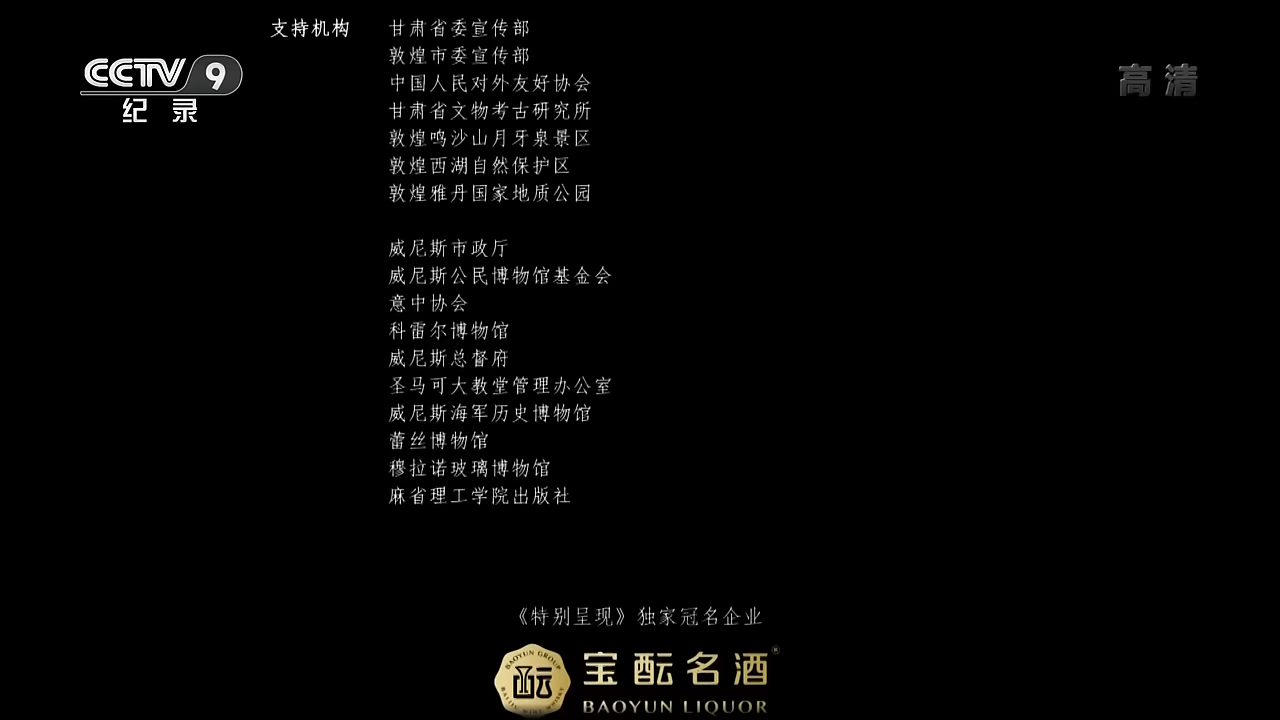 支持机构 甘肃省委宣传部
敦煌市委宣传部
中国人民对外友好协会
甘肃省文物考古研究所
敦煌鸣沙山月牙泉景区
敦煌西湖自然保护区
敦煌雅丹国家地质公园
威尼斯市政厅
威尼斯公民博物馆基金会
意中协会
科雷尔博物馆
威尼斯总督府
圣马可大教堂管理办公室
威尼斯海军历史博物馆
蕾丝博物馆
穆拉诺玻璃博物馆
麻省理工学院出版社
CCTV 9
纪录
高清
《特别呈现》独家冠名企业
宝酝名酒
BAOYUN LIQUOR
BAOYUN GROUP
酝